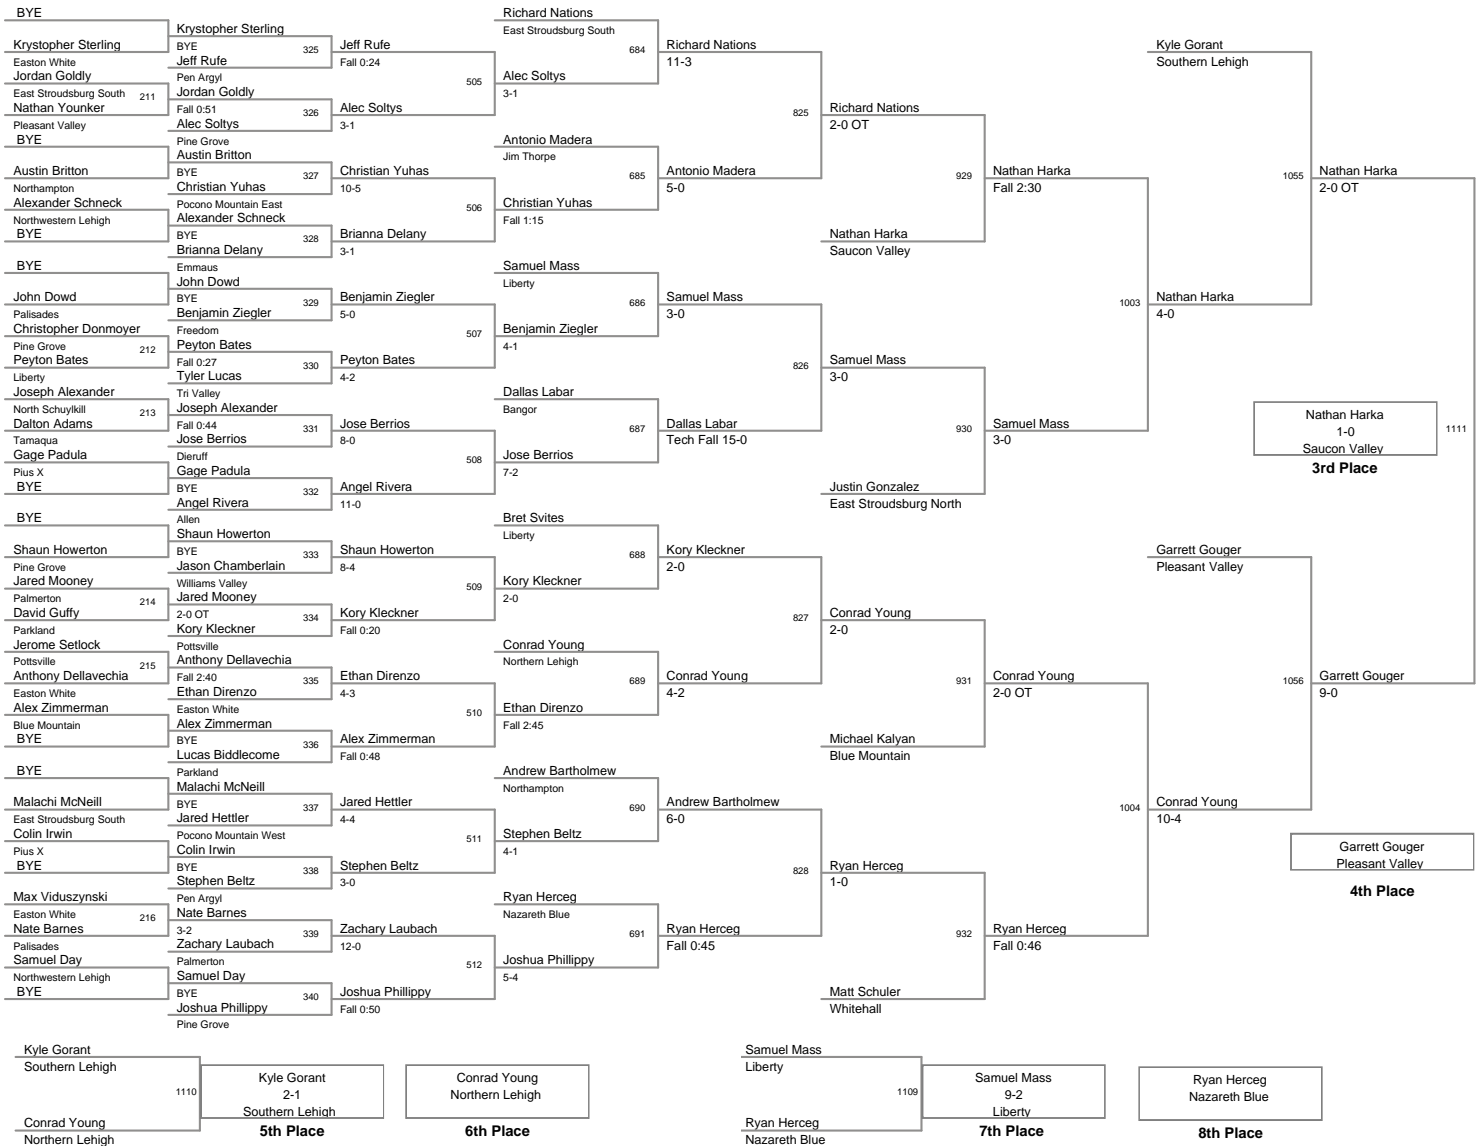 BYE
Krystopher Sterling
Easton White
Jordan Goldly
East Stroudsburg South
211
Nathan Younker
Pleasant Valley
BYE
Austin Britton
Northampton
Alexander Schneck
Northwestern Lehigh
BYE
BYE
John Dowd
Palisades
Christopher Donmoyer
Pine Grove
212
Peyton Bates
Liberty
Joseph Alexander
North Schuylkill
213
Dalton Adams
Tamaqua
Gage Padula
Pius X
BYE
BYE
Shaun Howerton
Pine Grove
Jared Mooney
Palmerton
214
David Guffy
Parkland
Jerome Setlock
Pottsville
215
Anthony Dellavechia
Easton White
Alex Zimmerman
Blue Mountain
BYE
BYE
Malachi McNeill
East Stroudsburg South
Colin Irwin
Pius X
BYE
Max Viduszynski
Easton White
216
Nate Barnes
Palisades
Samuel Day
Northwestern Lehigh
BYE
Krystopher Sterling
BYE
325
Jeff Rufe
Pen Argyl
Jordan Goldly
Fall 0:51
326
Alec Soltys
Pine Grove
Austin Britton
BYE
327
Christian Yuhas
Pocono Mountain East
Alexander Schneck
BYE
328
Brianna Delany
Emmaus
John Dowd
BYE
329
Benjamin Ziegler
Freedom
Peyton Bates
Fall 0:27
330
Tyler Lucas
Tri Valley
Joseph Alexander
Fall 0:44
331
Jose Berrios
Dieruff
Gage Padula
BYE
332
Angel Rivera
Allen
Shaun Howerton
BYE
333
Jason Chamberlain
Williams Valley
Jared Mooney
2-0 OT
334
Kory Kleckner
Pottsville
Anthony Dellavechia
Fall 2:40
335
Ethan Direnzo
Easton White
Alex Zimmerman
BYE
336
Lucas Biddlecome
Parkland
Malachi McNeill
BYE
337
Jared Hettler
Pocono Mountain West
Colin Irwin
BYE
338
Stephen Beltz
Pen Argyl
Nate Barnes
3-2
339
Zachary Laubach
Palmerton
Samuel Day
BYE
340
Joshua Phillippy
Pine Grove
Jeff Rufe
Fall 0:24
505
Alec Soltys
3-1
Christian Yuhas
10-5
506
Brianna Delany
3-1
Benjamin Ziegler
5-0
507
Peyton Bates
4-2
Jose Berrios
8-0
508
Angel Rivera
11-0
Shaun Howerton
8-4
509
Kory Kleckner
Fall 0:20
Ethan Direnzo
4-3
510
Alex Zimmerman
Fall 0:48
Jared Hettler
4-4
511
Stephen Beltz
3-0
Zachary Laubach
12-0
512
Joshua Phillippy
Fall 0:50
Richard Nations
East Stroudsburg South
684
Alec Soltys
3-1
Antonio Madera
Jim Thorpe
685
Christian Yuhas
Fall 1:15
Samuel Mass
Liberty
686
Benjamin Ziegler
4-1
Dallas Labar
Bangor
687
Jose Berrios
7-2
Bret Svites
Liberty
688
Kory Kleckner
2-0
Conrad Young
Northern Lehigh
689
Ethan Direnzo
Fall 2:45
Andrew Bartholmew
Northampton
690
Stephen Beltz
4-1
Ryan Herceg
Nazareth Blue
691
Joshua Phillippy
5-4
Richard Nations
11-3
825
Antonio Madera
5-0
Samuel Mass
3-0
826
Dallas Labar
Tech Fall 15-0
Kory Kleckner
2-0
827
Conrad Young
4-2
Andrew Bartholmew
6-0
828
Ryan Herceg
Fall 0:45
Richard Nations
2-0 OT
929
Nathan Harka
Saucon Valley
Samuel Mass
3-0
930
Justin Gonzalez
East Stroudsburg North
Conrad Young
2-0
931
Michael Kalyan
Blue Mountain
Ryan Herceg
1-0
932
Matt Schuler
Whitehall
Nathan Harka
Fall 2:30
1003
Samuel Mass
3-0
Conrad Young
2-0 OT
1004
Ryan Herceg
Fall 0:46
Kyle Gorant
Southern Lehigh
1055
Nathan Harka
4-0
Garrett Gouger
Pleasant Valley
1056
Conrad Young
10-4
Nathan Harka
2-0 OT
1111
Garrett Gouger
9-0
Nathan Harka
1-0
Saucon Valley
3rd Place
Garrett Gouger
Pleasant Valley
4th Place
Kyle Gorant
Southern Lehigh
1110
Conrad Young
Northern Lehigh
Kyle Gorant
2-1
Southern Lehigh
5th Place
Conrad Young
Northern Lehigh
6th Place
Samuel Mass
Liberty
1109
Ryan Herceg
Nazareth Blue
Samuel Mass
9-2
Liberty
7th Place
Ryan Herceg
Nazareth Blue
8th Place